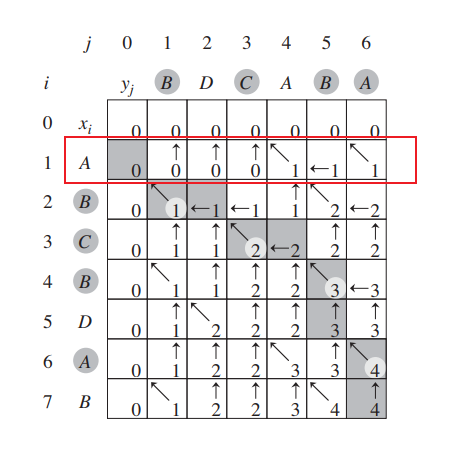 j 0 1 2 3 4 5 6
i yj B D C A B A
0 xi 0 0 0 0 0 0 0
1 A 0 ↑0 ↑0 ↑0 ↖1 ←1 ↖1
2 B 0 ↖1 ←1 ←1 ↑1 ↖2 ←2
3 C 0 ↑1 ↑1 ↖2 ←2 ↑2 ↑2
4 B 0 ↖1 ↑1 ↑2 ↑2 ↖3 ←3
5 D 0 ↑1 ↖2 ↑2 ↑2 ↑3 ↑3
6 A 0 ↑1 ↑2 ↑2 ↖3 ↑3 ↖4
7 B 0 ↖1 ↑2 ↑2 ↑3 ↖4 ↑4